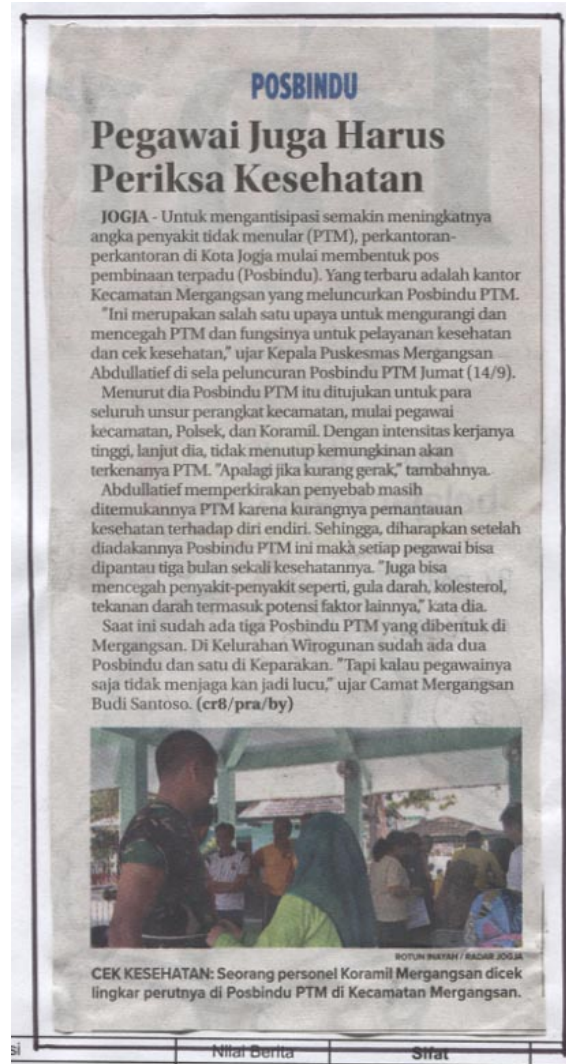 POSBINDU
Pegawai Juga Harus
Periksa Kesehatan
JOGJA - Untuk mengantisipasi semakin meningkatnya
angka penyakit tidak menular (PTM), perkantoran-
perkantoran di Kota Jogja mulai membentuk pos
pembinaan terpadu (Posbindu). Yang terbaru adalah kantor
Kecamatan Mergangsan yang meluncurkan Posbindu PTM.
"Ini merupakan salah satu upaya untuk mengurangi dan
mencegah PTM dan fungsinya untuk pelayanan kesehatan
dan cek kesehatan," ujar Kepala Puskesmas Mergangsan
Abdullatief di sela peluncuran Posbindu PTM Jumat (14/9).
Menurut dia Posbindu PTM itu ditujukan untuk para
seluruh unsur perangkat kecamatan, mulai pegawai
kecamatan, Polsek, dan Koramil. Dengan intensitas kerjanya
tinggi, lanjut dia, tidak menutup kemungkinan akan
terkenanya PTM. "Apalagi jika kurang gerak," tambahnya.
Abdullatief memperkirakan penyebab masih
ditemukannya PTM karena kurangnya pemantauan
kesehatan terhadap diri endiri. Sehingga, diharapkan setelah
diadakannya Posbindu PTM ini maka setiap pegawai bisa
dipantau tiga bulan sekali kesehatannya. "Juga bisa
mencegah penyakit-penyakit seperti, gula darah, kolesterol,
tekanan darah termasuk potensi faktor lainnya," kata dia.
Saat ini sudah ada tiga Posbindu PTM yang dibentuk di
Mergangsan. Di Kelurahan Wirogunan sudah ada dua
Posbindu dan satu di Keparakan. "Tapi kalau pegawainya
saja tidak menjaga kan jadi lucu," ujar Camat Mergangsan
Budi Santoso. (cr8/pra/by)
ROTUN INAYAH / RADAR JOGJA
CEK KESEHATAN: Seorang personel Koramil Mergangsan dicek
lingkar perutnya di Posbindu PTM di Kecamatan Mergangsan.
si Nilai Berita Sifat